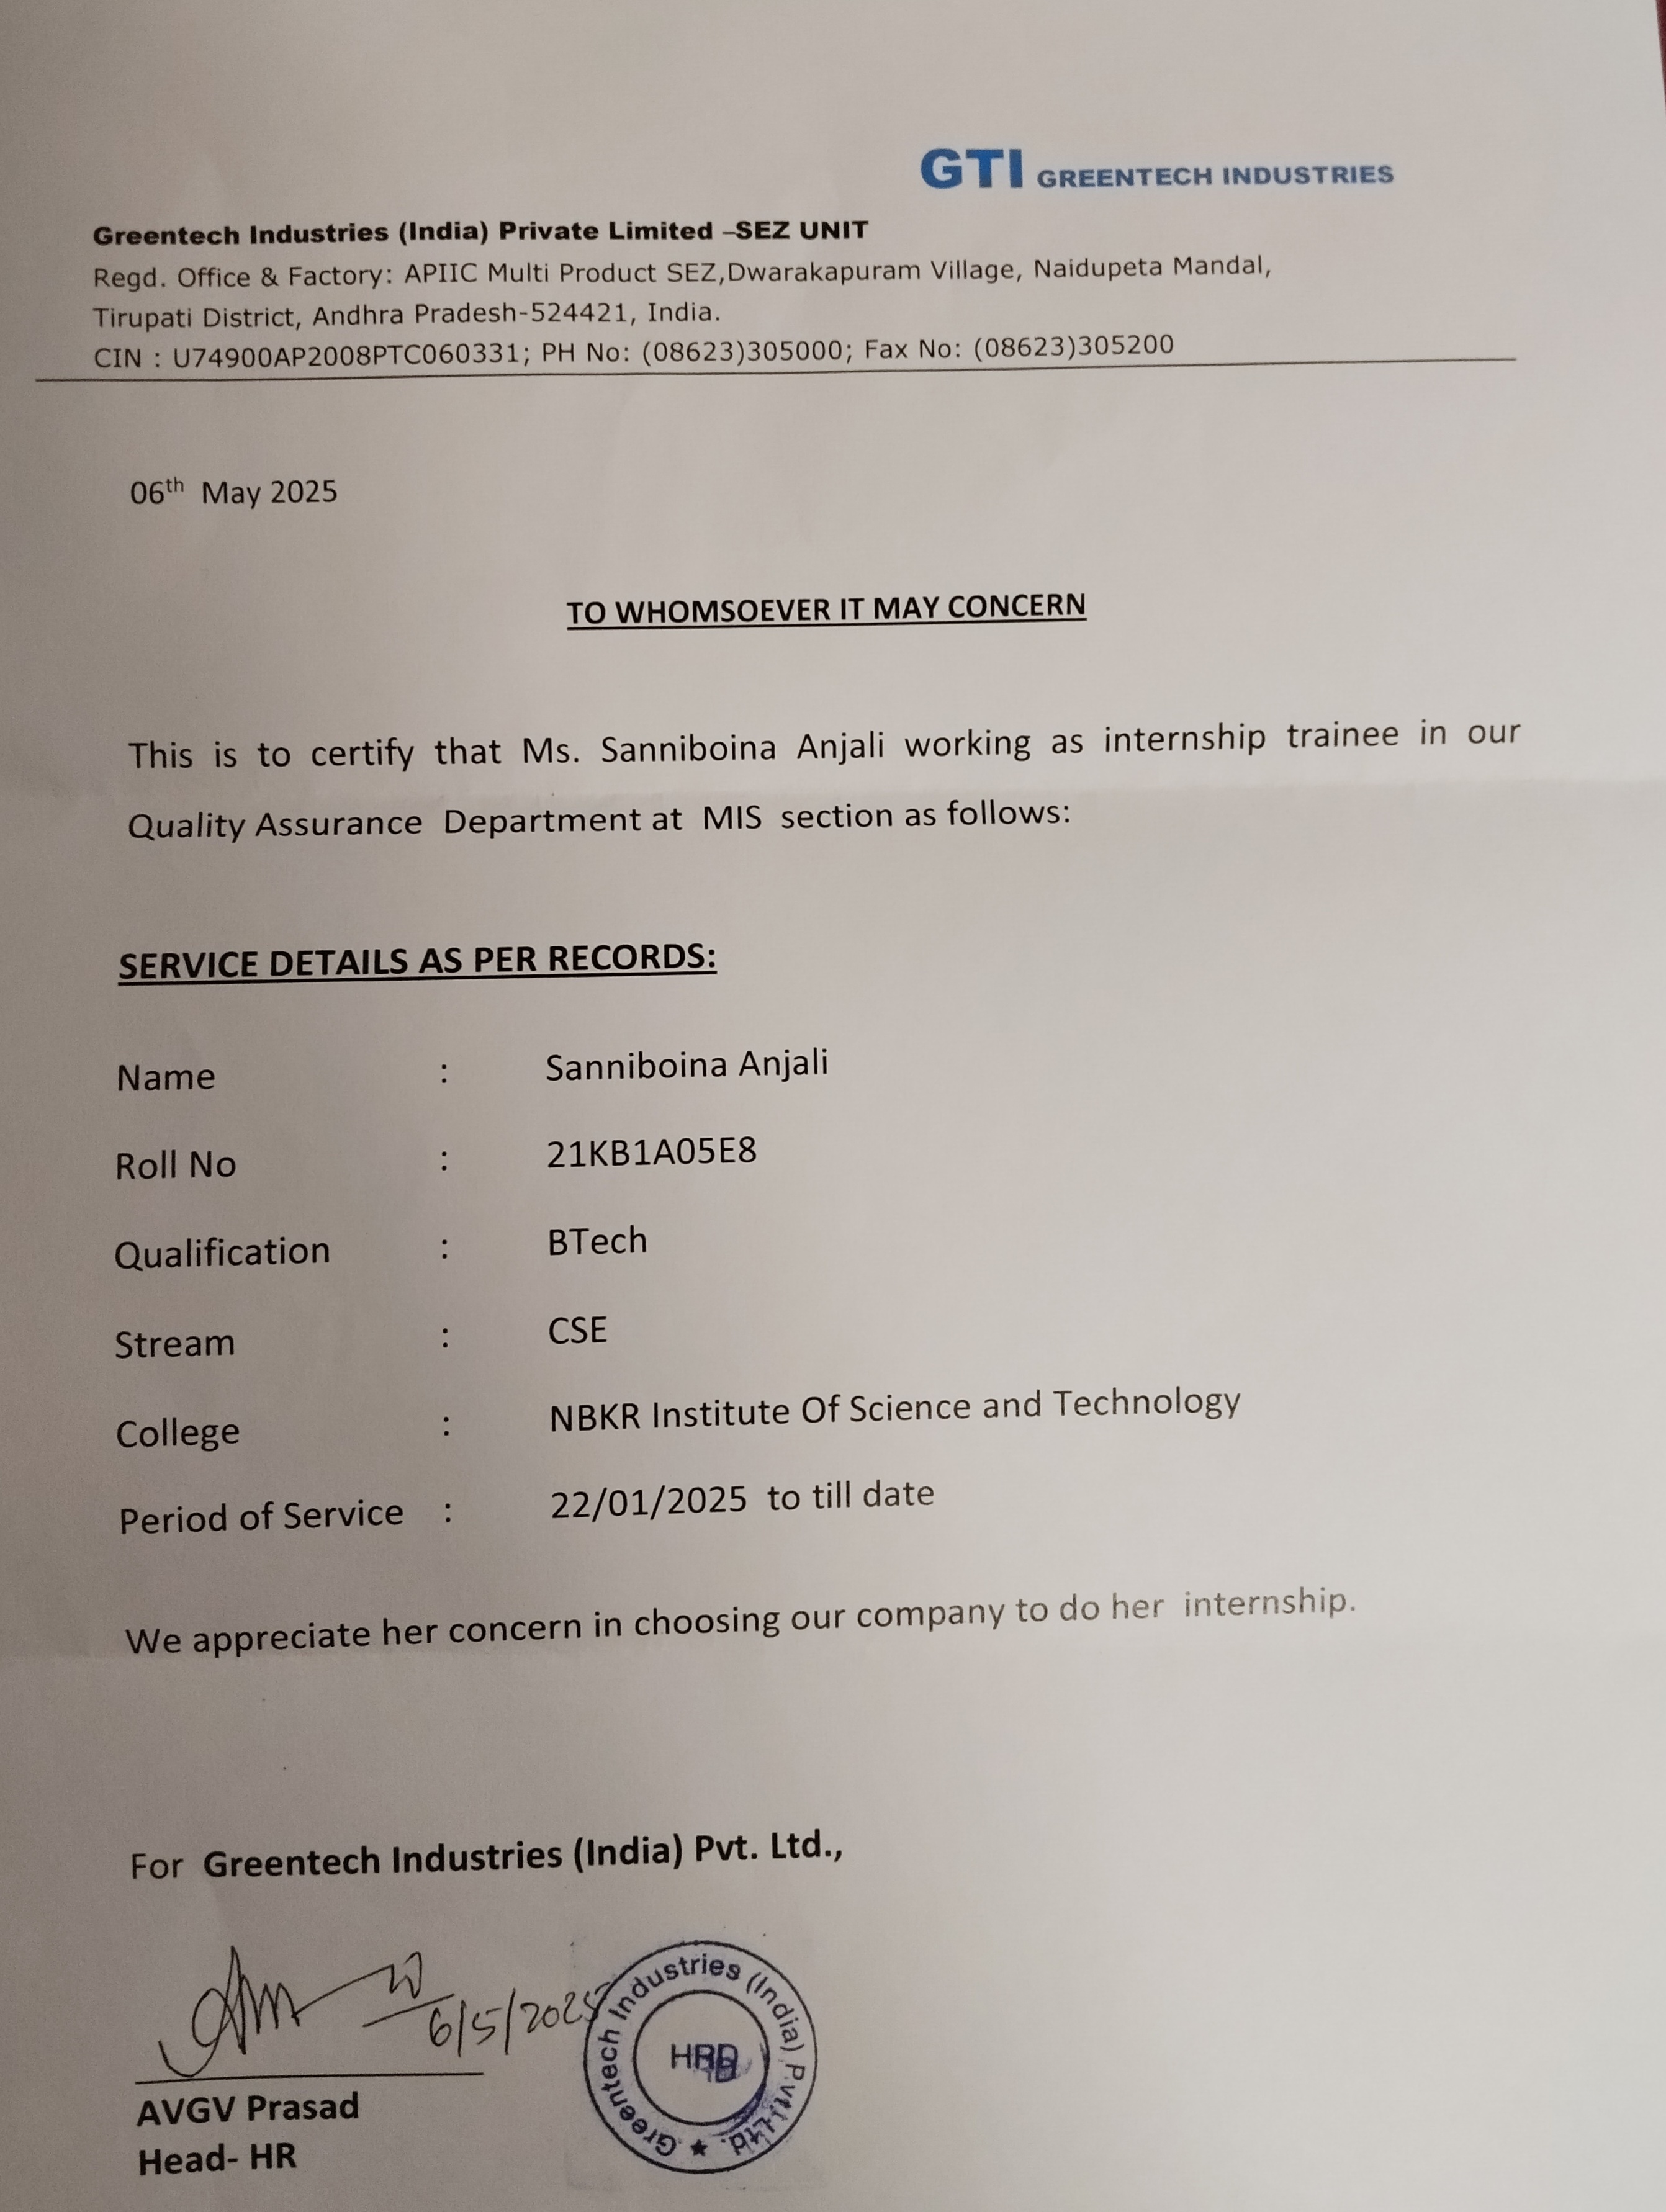 GTI GREENTECH INDUSTRIES
Greentech Industries (India) Private Limited –SEZ UNIT
Regd. Office & Factory: APIIC Multi Product SEZ,Dwarakapuram Village, Naidupeta Mandal,
Tirupati District, Andhra Pradesh-524421, India.
CIN : U74900AP2008PTC060331; PH No: (08623)305000; Fax No: (08623)305200
06th May 2025
TO WHOMSOEVER IT MAY CONCERN
This is to certify that Ms. Sanniboina Anjali working as internship trainee in our
Quality Assurance Department at MIS section as follows:
SERVICE DETAILS AS PER RECORDS:
Name : Sanniboina Anjali
Roll No : 21KB1A05E8
Qualification : BTech
Stream : CSE
College : NBKR Institute Of Science and Technology
Period of Service : 22/01/2025 to till date
We appreciate her concern in choosing our company to do her internship.
For Greentech Industries (India) Pvt. Ltd.,
6/5/2025
Greentech Industries (India) Pvt. Ltd. ★
HRD
AVGV Prasad
Head- HR